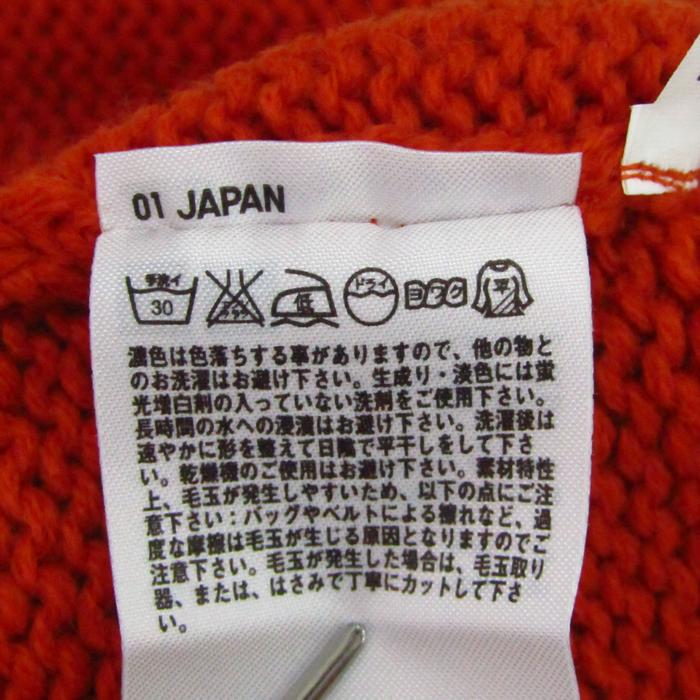 01 JAPAN
手洗イ 30 低 ドライ ヨワク 平
濃色は色落ちする事がありますので、他の物と
のお洗濯はお避け下さい。生成り・淡色には蛍
光増白剤の入っていない洗剤をご使用下さい。
長時間の水への浸漬はお避け下さい。洗濯後は
速やかに形を整えて日陰で平干しをして下さ
い。乾燥機のご使用はお避け下さい。素材特性
上、毛玉が発生しやすいため、以下の点にご注
意下さい：バッグやベルトによる擦れなど、過
度な摩擦は毛玉が生じる原因となりますのでご
注意下さい。毛玉が発生した場合は、毛玉取り
器、または、はさみで丁寧にカットして下さ
い。